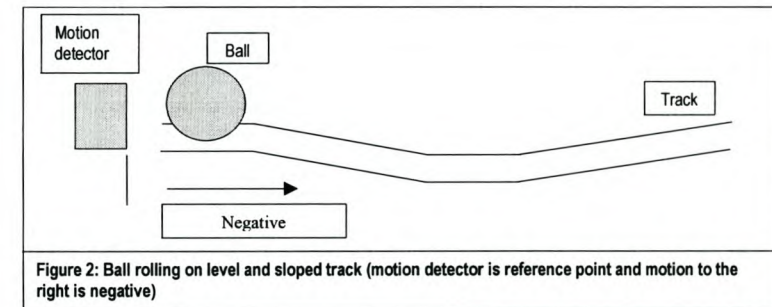 Motion
detector
Ball
Track
Negative
Figure 2: Ball rolling on level and sloped track (motion detector is reference point and motion to the
right is negative)